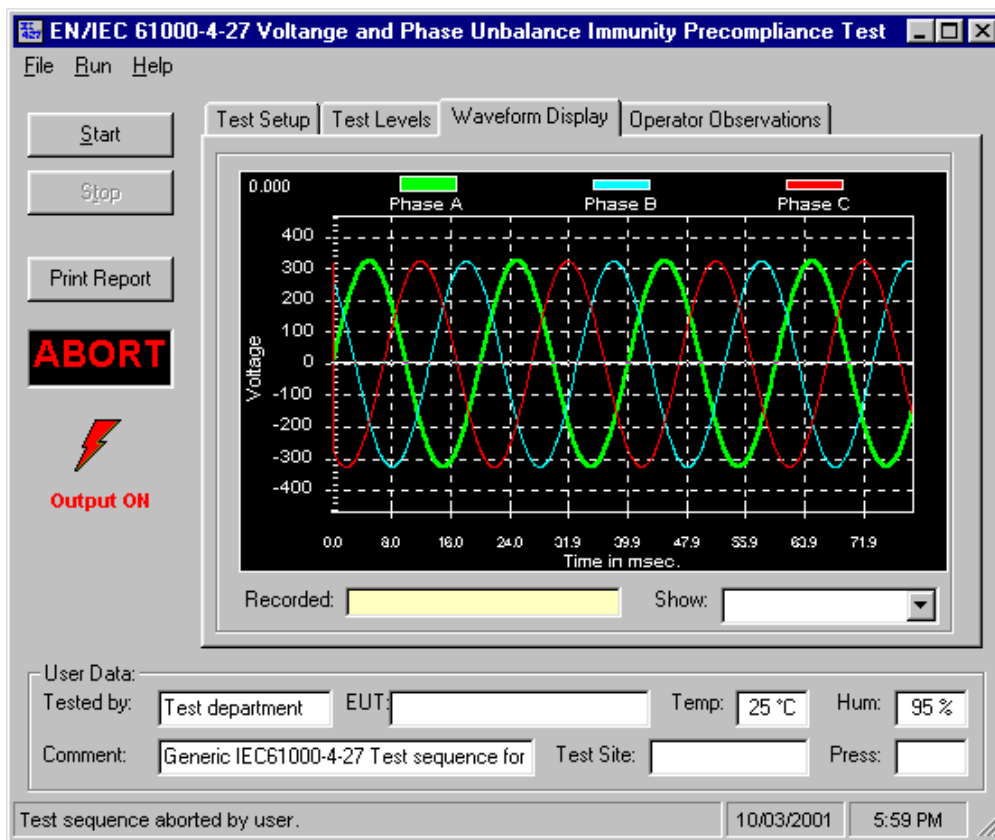 EN/IEC 61000-4-27 Voltange and Phase Unbalance Immunity Precompliance Test
File Run Help
Start
Stop
Print Report
ABORT
Output ON
Test Setup Test Levels Waveform Display Operator Observations
0.000
Phase A Phase B Phase C
Voltage
400
300
200
100
0
-100
-200
-300
-400
0.0 8.0 16.0 24.0 31.9 39.9 47.9 55.9 63.9 71.9
Time in msec.
Recorded: Show:
User Data:
Tested by: Test department EUT: Temp: 25 °C Hum: 95 %
Comment: Generic IEC61000-4-27 Test sequence for Test Site: Press:
Test sequence aborted by user. 10/03/2001 5:59 PM